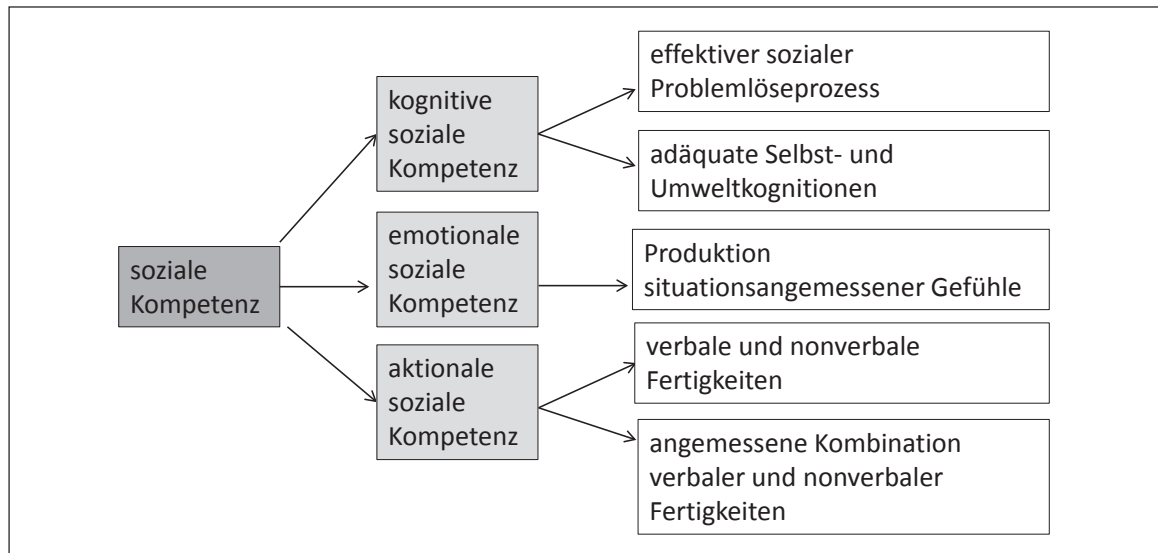 soziale
Kompetenz
kognitive
soziale
Kompetenz
effektiver sozialer
Problemlöseprozess
adäquate Selbst- und
Umweltkognitionen
emotionale
soziale
Kompetenz
Produktion
situationsangemessener Gefühle
aktionale
soziale
Kompetenz
verbale und nonverbale
Fertigkeiten
angemessene Kombination
verbaler und nonverbaler
Fertigkeiten